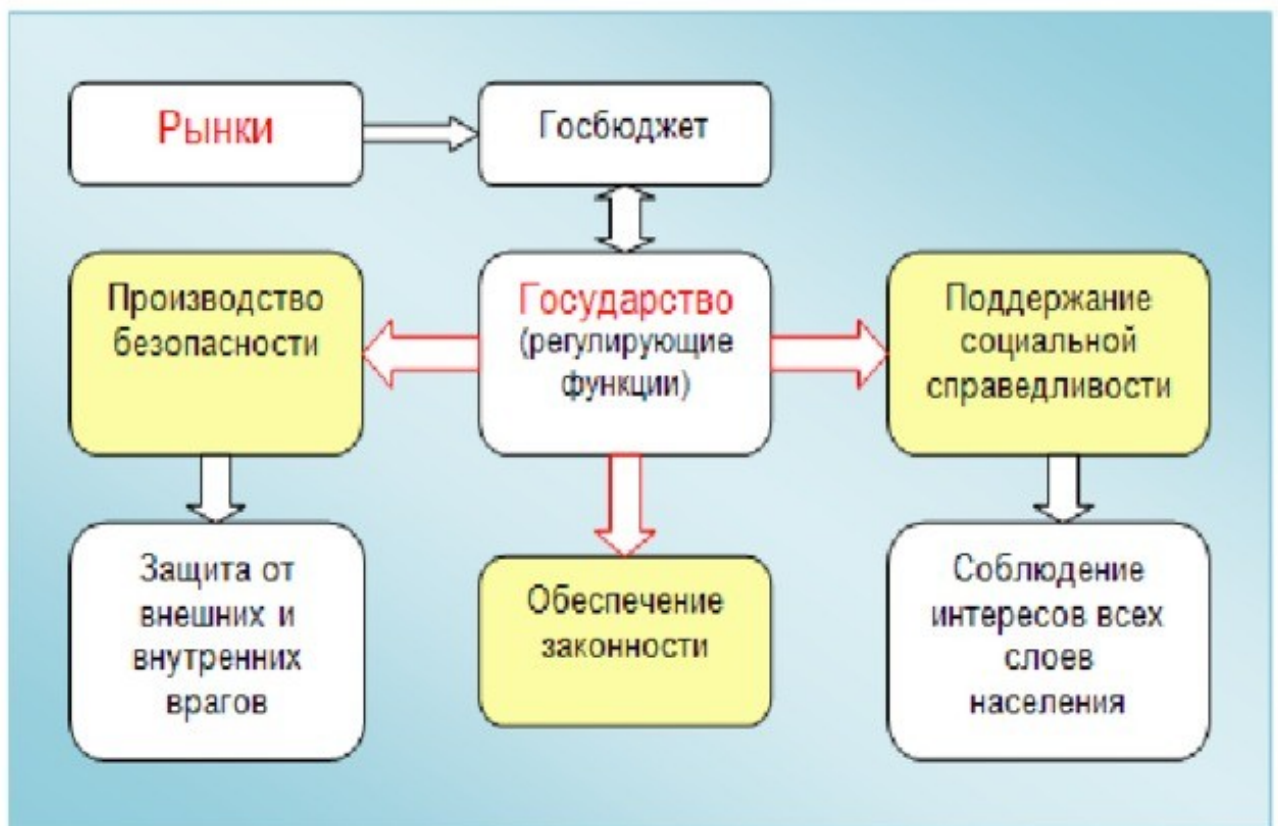 Рынки
Госбюджет
Производство
безопасности
Государство
(регулирующие
функции)
Поддержание
социальной
справедливости
Защита от
внешних и
внутренних
врагов
Обеспечение
законности
Соблюдение
интересов всех
слоев
населения